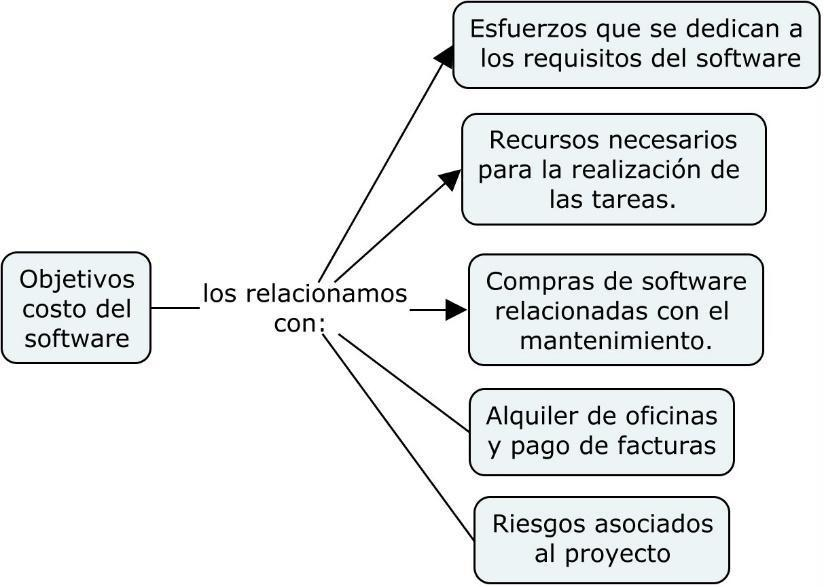 Esfuerzos que se dedican a
los requisitos del software
Recursos necesarios
para la realización de
las tareas.
Objetivos
costo del
software
los relacionamos
con:
Compras de software
relacionadas con el
mantenimiento.
Alquiler de oficinas
y pago de facturas
Riesgos asociados
al proyecto